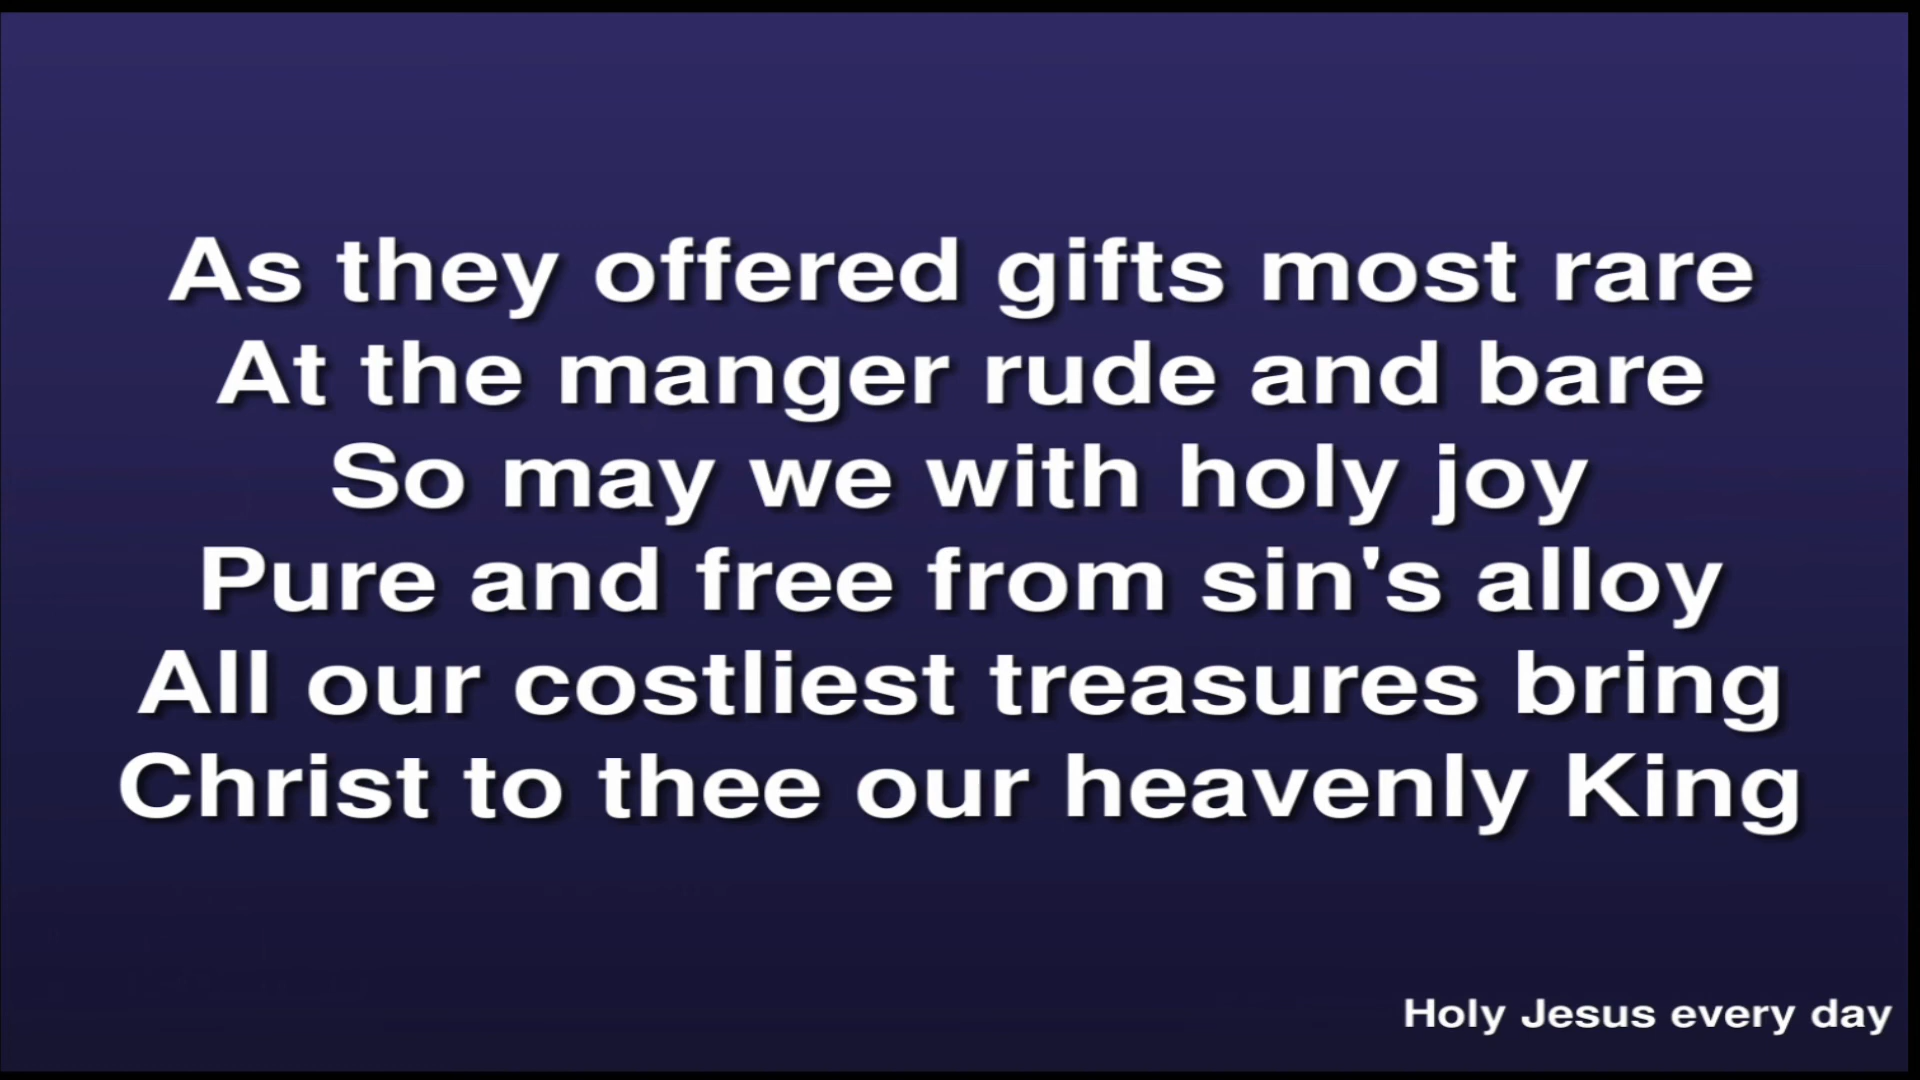 As they offered gifts most rare
At the manger rude and bare
So may we with holy joy
Pure and free from sin's alloy
All our costliest treasures bring
Christ to thee our heavenly King
Holy Jesus every day